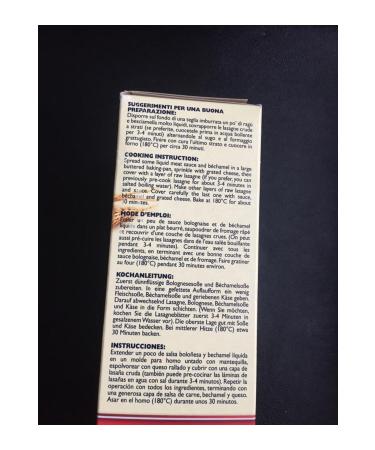 SUGGERIMENTI PER UNA BUONA
PREPARAZIONE:
Disporre sul fondo di una teglia imburrata un po' di ragù
e besciamella molto liquidi, sovrapporre le lasagne crude
a strati (se preferite, cuocetele prima in acqua bollente
per 3-4 minuti) alternandole al sugo e al formaggio
grattugiato. Finire con cura l'ultimo strato e cuocere in
forno (180°C) per circa 30 minuti.
COOKING INSTRUCTION:
Spread some liquid meat sauce and béchamel in a large
buttered baking-pan, sprinkle with grated cheese, then
cover with a layer of raw lasagne (if you prefer, you may
previously pre-cook lasagne for about 3-4 minutes in
salted boiling water). Make other layers of raw lasagne
and sauce. Cover carefully the last one with sauce,
béchamel and grated cheese. Bake at 180°C for about
30 minutes.
MODE D'EMPLOI:
Etaler un peu de sauce bolognaise et de béchamel
liquides dans un plat beurré, saupoudrer de fromage râpé
et recouvrir d'une couche de lasagnes crues. (On peut
aussi pré-cuire les lasagnes dans de l'eau salée bouillante
pendant 3-4 minutes). Continuer avec tous les
ingredients, en terminant avec une bonne couche de
sauce bolognaise, béchamel et de fromage. Faire gratiner
au four (180°C) pendant 30 minutes environ.
KOCHANLEITUNG:
Zuerst dünnflüssige Bolognesesoße und Béchamelsoße
zubereiten. In eine gefettete Auflaufform ein wenig
Fleischsoße, Béchamelsoße und geriebenen Käse geben.
Darauf abwechselnd Lasagne, Bolognese, Béchamelsoße
und Käse in die Form schichten. (Wenn Sie möchten,
kochen Sie die Lasagneblätter zuerst 3-4 Minuten in
gesalzenem Wasser vor). Die oberste Lage gut mit Soße
und Käse bedecken. Bei mittlerer Hitze (180°C) etwa
30 Minuten backen.
INSTRUCCIONES:
Extender un poco de salsa boloñesa y bechamel líquida
en un molde para horno untado con mantequilla,
espolvorear con queso rallado y cubrir con una capa de
lasaña cruda (también puede pre-cocinar las láminas de
lasañas en agua con sal durante 3-4 minutos). Repetir la
operación con todos los ingredientes, terminando con
una generosa capa de salsa de carne, béchamel y queso.
Asar en el horno (180°C) durante unos 30 minutos.